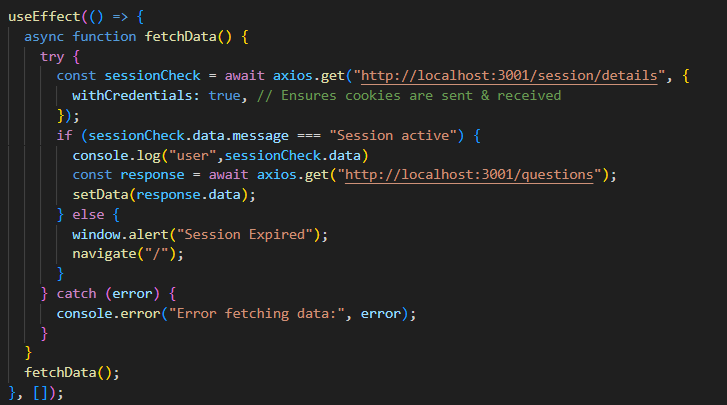 useEffect(() => {
  async function fetchData() {
    try {
      const sessionCheck = await axios.get("http://localhost:3001/session/details", {
        withCredentials: true, // Ensures cookies are sent & received
      });
      if (sessionCheck.data.message === "Session active") {
        console.log("user",sessionCheck.data)
        const response = await axios.get("http://localhost:3001/questions");
        setData(response.data);
      } else {
        window.alert("Session Expired");
        navigate("/");
      }
    } catch (error) {
      console.error("Error fetching data:", error);
    }
  }
  fetchData();
}, []);